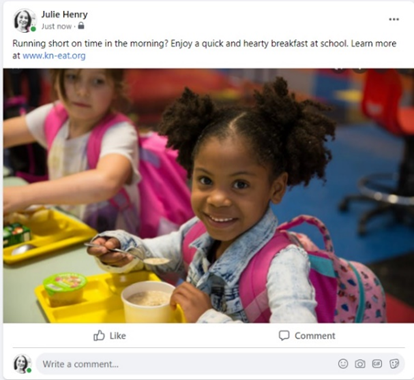 Julie Henry
Just now ·
Running short on time in the morning? Enjoy a quick and hearty breakfast at school. Learn more
at www.kn-eat.org
Like
Comment
Write a comment...
GIF